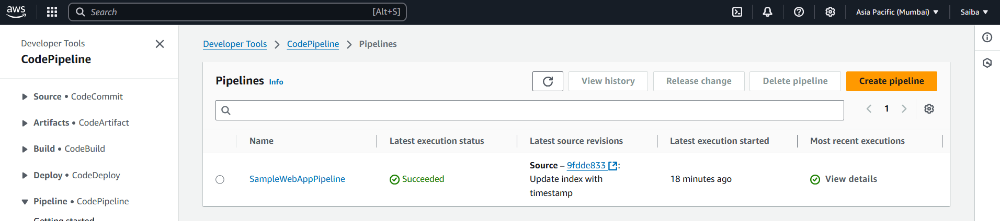 aws Search [Alt+S] Asia Pacific (Mumbai) Saiba
Developer Tools
CodePipeline
Source • CodeCommit
Artifacts • CodeArtifact
Build • CodeBuild
Deploy • CodeDeploy
Pipeline • CodePipeline
Getting started
Developer Tools > CodePipeline > Pipelines
Pipelines Info View history Release change Delete pipeline Create pipeline
1
Name Latest execution status Latest source revisions Latest execution started Most recent executions
SampleWebAppPipeline Succeeded Source – 9fdde833: 18 minutes ago View details
Update index with
timestamp